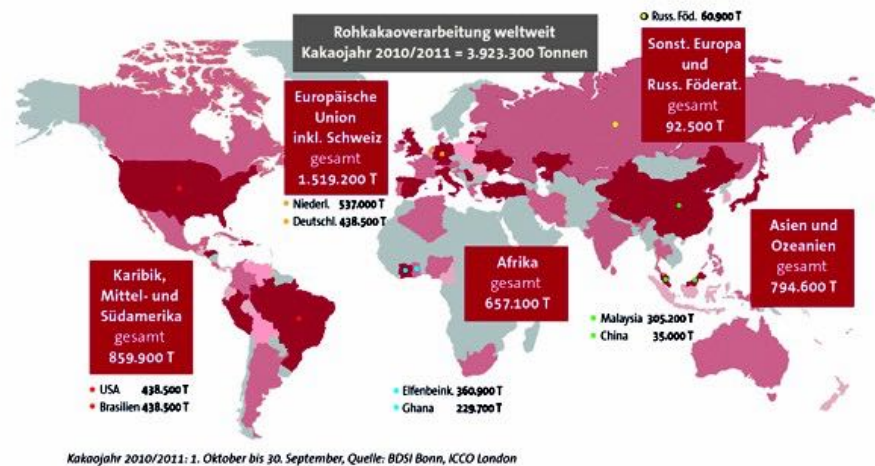 Russ. Föd. 60.900 T
Rohkakaoverarbeitung weltweit
Kakaojahr 2010/2011 = 3.923.300 Tonnen
Sonst. Europa
und
Russ. Föderat.
gesamt
92.500 T
Europäische
Union
inkl. Schweiz
gesamt
1.519.200 T
Niederl. 537.000 T
Deutschl. 438.500 T
Karibik,
Mittel- und
Südamerika
gesamt
859.900 T
USA 438.500 T
Brasilien 438.500 T
Afrika
gesamt
657.100 T
Elfenbeink. 360.900 T
Ghana 229.700 T
Asien und
Ozeanien
gesamt
794.600 T
Malaysia 305.200 T
China 35.000 T
Kakaojahr 2010/2011: 1. Oktober bis 30. September, Quelle: BDSI Bonn, ICCO London